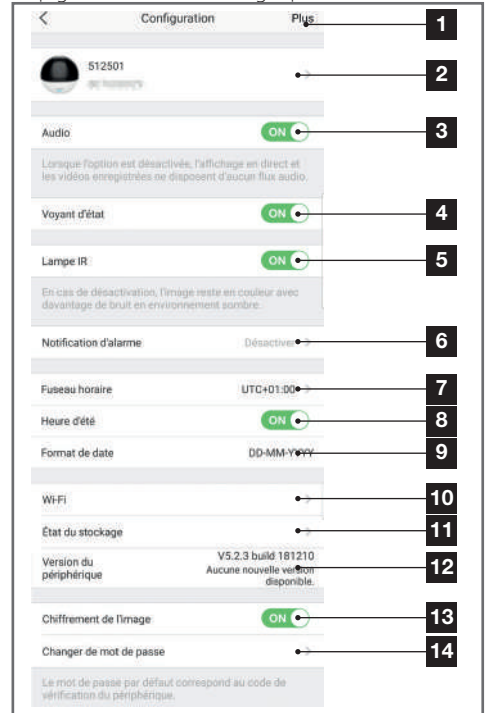 Configuration
Plus
1
512501
2
Audio
ON
3
Lorsque l'option est désactivée, l'affichage en direct et
les vidéos enregistrées ne disposent d'aucun flux audio.
Voyant d'état
ON
4
Lampe IR
ON
5
En cas de désactivation, l'image reste en couleur avec
davantage de bruit en environnement sombre.
Notification d'alarme
Désactiver
6
Fuseau horaire
UTC+01:00
7
Heure d'été
ON
8
Format de date
DD-MM-YYYY
9
Wi-Fi
10
État du stockage
11
Version du
périphérique
V5.2.3 build 181210
Aucune nouvelle version
disponible.
12
Chiffrement de l'image
ON
13
Changer de mot de passe
14
Le mot de passe par défaut correspond au code de
vérification du périphérique.